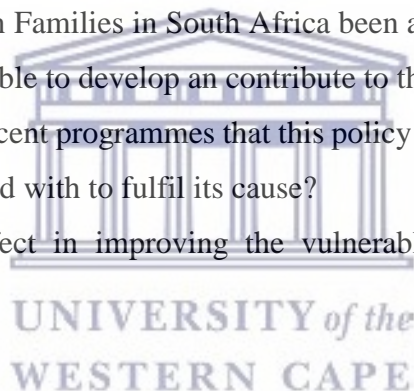 n Families in South Africa been a
ble to develop an contribute to th
cent programmes that this policy
d with to fulfil its cause?
fect in improving the vulnerabl
UNIVERSITY of the
WESTERN CAPE